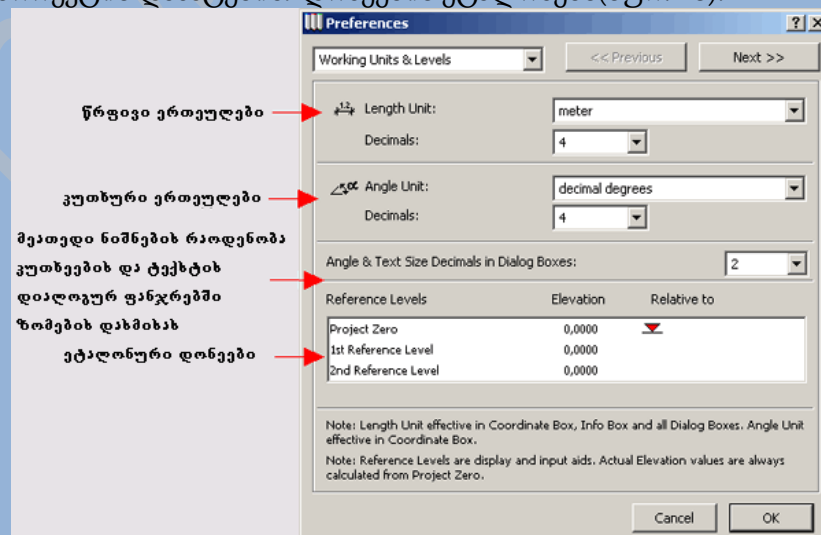 Preferences
Working Units & Levels
<< Previous
Next >>
წრფივი ერთეულები
Length Unit:
meter
Decimals:
4
კუთხური ერთეულები
Angle Unit:
decimal degrees
Decimals:
4
მეათედი ნიშნების რაოდენობა
კუთხეების და ტექსტის
დიალოგურ ფანჯრებში
ზომების დასმისას
Angle & Text Size Decimals in Dialog Boxes:
2
ეტალონური დონეები
Reference Levels Elevation Relative to
Project Zero 0,0000
1st Reference Level 0,0000
2nd Reference Level 0,0000
Note: Length Unit effective in Coordinate Box, Info Box and all Dialog Boxes. Angle Unit
effective in Coordinate Box.
Note: Reference Levels are display and input aids. Actual Elevation values are always
calculated from Project Zero.
Cancel
OK